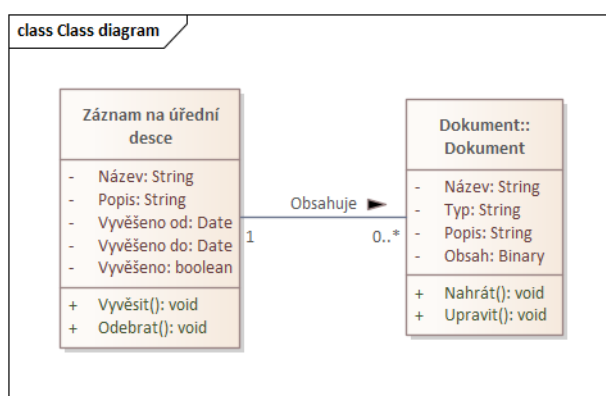 class Class diagram
Záznam na úřední
desce
- Název: String
- Popis: String
- Vyvěšeno od: Date
- Vyvěšeno do: Date
- Vyvěšeno: boolean
+ Vyvěsit(): void
+ Odebrat(): void
Obsahuje
1
0..*
Dokument::
Dokument
- Název: String
- Typ: String
- Popis: String
- Obsah: Binary
+ Nahrát(): void
+ Upravit(): void